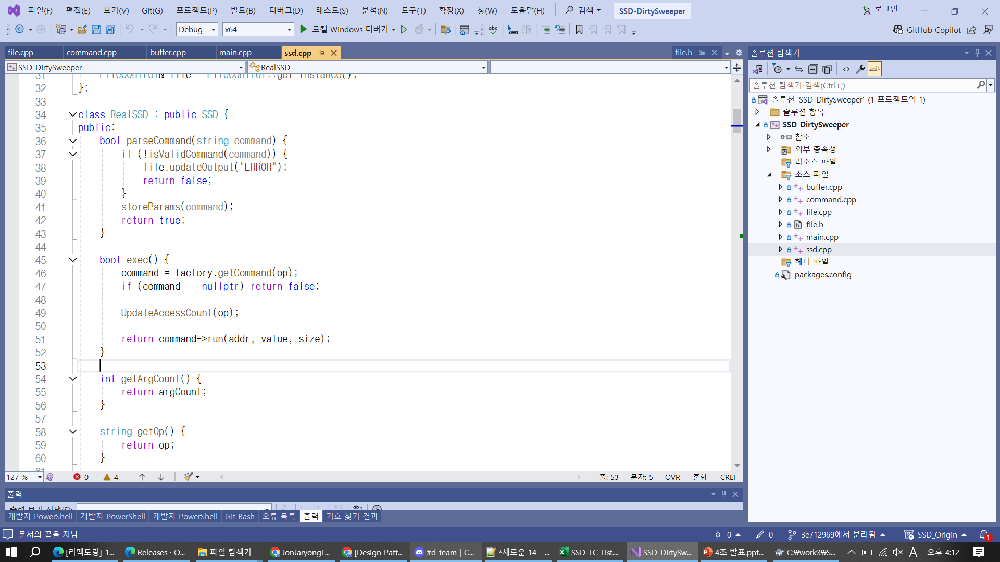 파일(F) 편집(E) 보기(V) Git(G) 프로젝트(P) 빌드(B) 디버그(D) 테스트(S) 분석(N) 도구(T) 확장(X) 창(W) 도움말(H) 검색 SSD-DirtySweeper 로그인
Debug x64 로컬 Windows 디버거 GitHub Copilot
file.cpp command.cpp buffer.cpp main.cpp ssd.cpp file.h
SSD-DirtySweeper RealSSD
31 FileControl& file = FileControl::get_instance();
32 };
33
34 class RealSSD : public SSD {
35 public:
36 bool parseCommand(string command) {
37 if (!isValidCommand(command)) {
38 file.updateOutput("ERROR");
39 return false;
40 }
41 storeParams(command);
42 return true;
43 }
44
45 bool exec() {
46 command = factory.getCommand(op);
47 if (command == nullptr) return false;
48
49 UpdateAccessCount(op);
50
51 return command->run(addr, value, size);
52 }
53
54 int getArgCount() {
55 return argCount;
56 }
57
58 string getOp() {
59 return op;
60 }
61
127 % 0 4 줄: 53 문자: 5 OVR 혼합 CRLF
출력
출력 보기 선택(S):
개발자 PowerShell 개발자 PowerShell 개발자 PowerShell Git Bash 오류 목록 출력 기호 찾기 결과
솔루션 탐색기
솔루션 탐색기 검색(Ctrl+;)
솔루션 'SSD-DirtySweeper' (1 프로젝트의 1)
솔루션 항목
SSD-DirtySweeper
참조
외부 종속성
리소스 파일
소스 파일
buffer.cpp
command.cpp
file.cpp
file.h
main.cpp
ssd.cpp
헤더 파일
packages.config
문서의 끝을 지남 0 0 3e712969에서 분리됨 SSD_Origin 1
[리팩토링]_1... Releases · O... 파일 탐색기 JonJaryongL... [Design Patt... #d_team | C... *새로운 14 - ... SSD_TC_List.... SSD-DirtySw... 4조 발표.ppt... C:₩work3₩S... A 오후 4:12